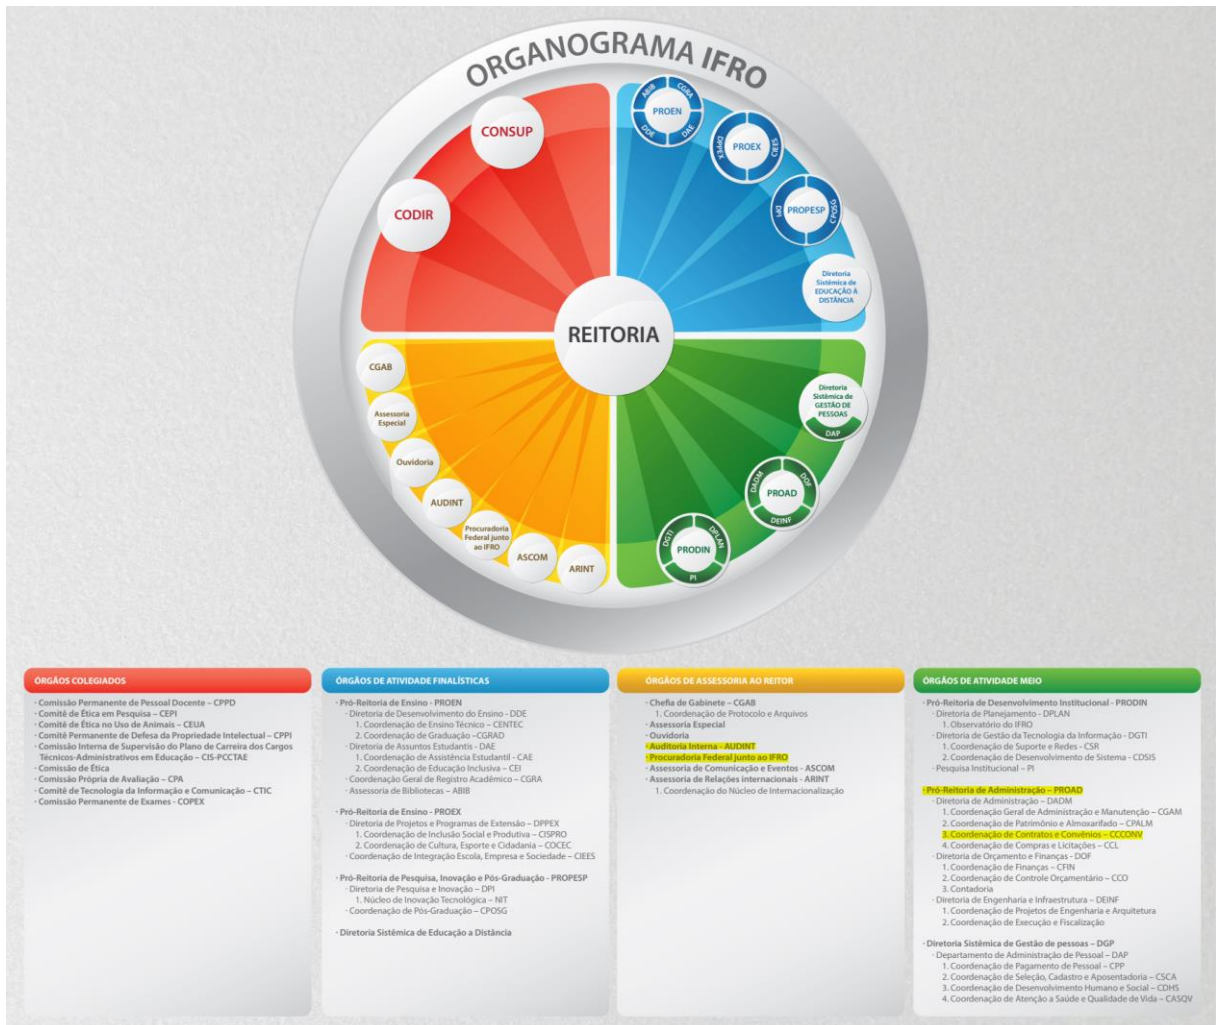 ORGANOGRAMA IFRO
CONSUP
CODIR
ABIB
CGRA
PROEN
DDE
DAE
DPPEX
PROEX
CIEES
DPI
PROPESP
CPOSG
Diretoria
Sistêmica de
EDUCAÇÃO À
DISTÂNCIA
REITORIA
CGAB
Assessoria
Especial
Ouvidoria
AUDINT
Procuradoria
Federal junto
ao IFRO
ASCOM
ARINT
Diretoria
Sistêmica de
GESTÃO DE
PESSOAS
DAP
DADM
DOF
PROAD
DEINF
DGTI
DPLAN
PRODIN
PI
ÓRGÃOS COLEGIADOS
· Comissão Permanente de Pessoal Docente – CPPD
· Comitê de Ética em Pesquisa – CEPI
· Comitê de Ética no Uso de Animais – CEUA
· Comitê Permanente de Defesa da Propriedade Intelectual – CPPI
· Comissão Interna de Supervisão do Plano de Carreira dos Cargos
Técnicos-Administrativos em Educação – CIS-PCCTAE
· Comissão de Ética
· Comissão Própria de Avaliação – CPA
· Comitê de Tecnologia da Informação e Comunicação – CTIC
· Comissão Permanente de Exames - COPEX
ÓRGÃOS DE ATIVIDADE FINALÍSTICAS
· Pró-Reitoria de Ensino - PROEN
· Diretoria de Desenvolvimento do Ensino - DDE
1. Coordenação de Ensino Técnico – CENTEC
2. Coordenação de Graduação –CGRAD
· Diretoria de Assuntos Estudantis - DAE
1. Coordenação de Assistência Estudantil - CAE
2. Coordenação de Educação Inclusiva – CEI
· Coordenação Geral de Registro Acadêmico – CGRA
· Assessoria de Bibliotecas – ABIB
· Pró-Reitoria de Ensino - PROEX
· Diretoria de Projetos e Programas de Extensão – DPPEX
1. Coordenação de Inclusão Social e Produtiva – CISPRO
2. Coordenação de Cultura, Esporte e Cidadania - COCEC
· Coordenação de Integração Escola, Empresa e Sociedade – CIEES
· Pró-Reitoria de Pesquisa, Inovação e Pós-Graduação - PROPESP
· Diretoria de Pesquisa e Inovação – DPI
1. Núcleo de Inovação Tecnológica – NIT
· Coordenação de Pós-Graduação – CPOSG
· Diretoria Sistêmica de Educação a Distância
ÓRGÃOS DE ASSESSORIA AO REITOR
· Chefia de Gabinete – CGAB
1. Coordenação de Protocolo e Arquivos
· Assessoria Especial
· Ouvidoria
· Auditoria Interna - AUDINT
· Procuradoria Federal junto ao IFRO
· Assessoria de Comunicação e Eventos - ASCOM
· Assessoria de Relações internacionais - ARINT
1. Coordenação do Núcleo de Internacionalização
ÓRGÃOS DE ATIVIDADE MEIO
· Pró-Reitoria de Desenvolvimento Institucional - PRODIN
· Diretoria de Planejamento – DPLAN
1. Observatório do IFRO
· Diretoria de Gestão da Tecnologia da Informação - DGTI
1. Coordenação de Suporte e Redes - CSR
2. Coordenação de Desenvolvimento de Sistema - CDSIS
· Pesquisa Institucional – PI
· Pró-Reitoria de Administração – PROAD
· Diretoria de Administração – DADM
1. Coordenação Geral de Administração e Manutenção – CGAM
2. Coordenação de Patrimônio e Almoxarifado – CPALM
3. Coordenação de Contratos e Convênios – CCCONV
4. Coordenação de Compras e Licitações – CCL
· Diretoria de Orçamento e Finanças - DOF
1. Coordenação de Finanças – CFIN
2. Coordenação de Controle Orçamentário – CCO
3. Contadoria
· Diretoria de Engenharia e Infraestrutura – DEINF
1. Coordenação de Projetos de Engenharia e Arquitetura
2. Coordenação de Execução e Fiscalização
· Diretoria Sistêmica de Gestão de pessoas – DGP
· Departamento de Administração de Pessoal – DAP
1. Coordenação de Pagamento de Pessoal – CPP
2. Coordenação de Seleção, Cadastro e Aposentadoria – CSCA
3. Coordenação de Desenvolvimento Humano e Social – CDHS
4. Coordenação de Atenção a Saúde e Qualidade de Vida – CASQV